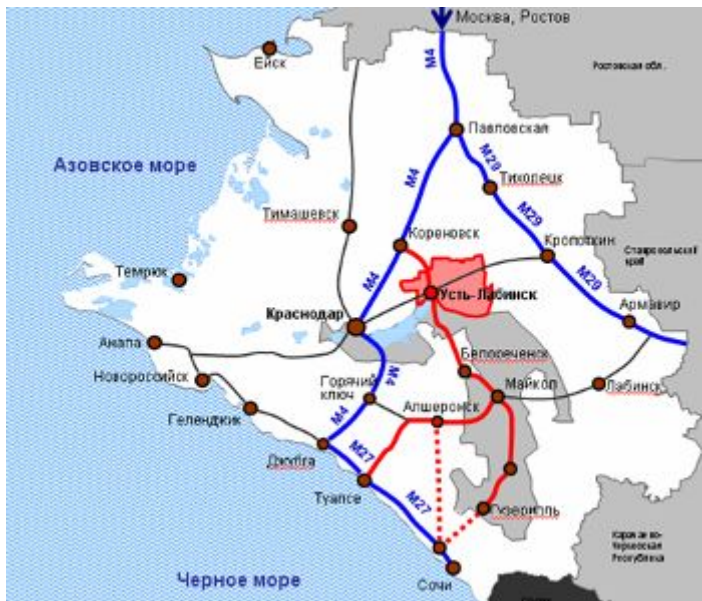 Москва, Ростов
М4
Ейск
Ростовская обл.
Павловская
Азовское море
М4
М29
Тихорецк
Тимашевск
М29
Кореновск
Кропоткин
Ставропольский
край
Темрюк
М4
М29
Усть-Лабинск
Краснодар
Армавир
Анапа
Белореченск
М4
Новороссийск
Горячий
ключ
Майкоп
Лабинск
Апшеронск
Геленджик
М4
Джубга
М27
Туапсе
М27
Гузерипль
Карачаево-
Черкесская
Республика
Черное море
Сочи